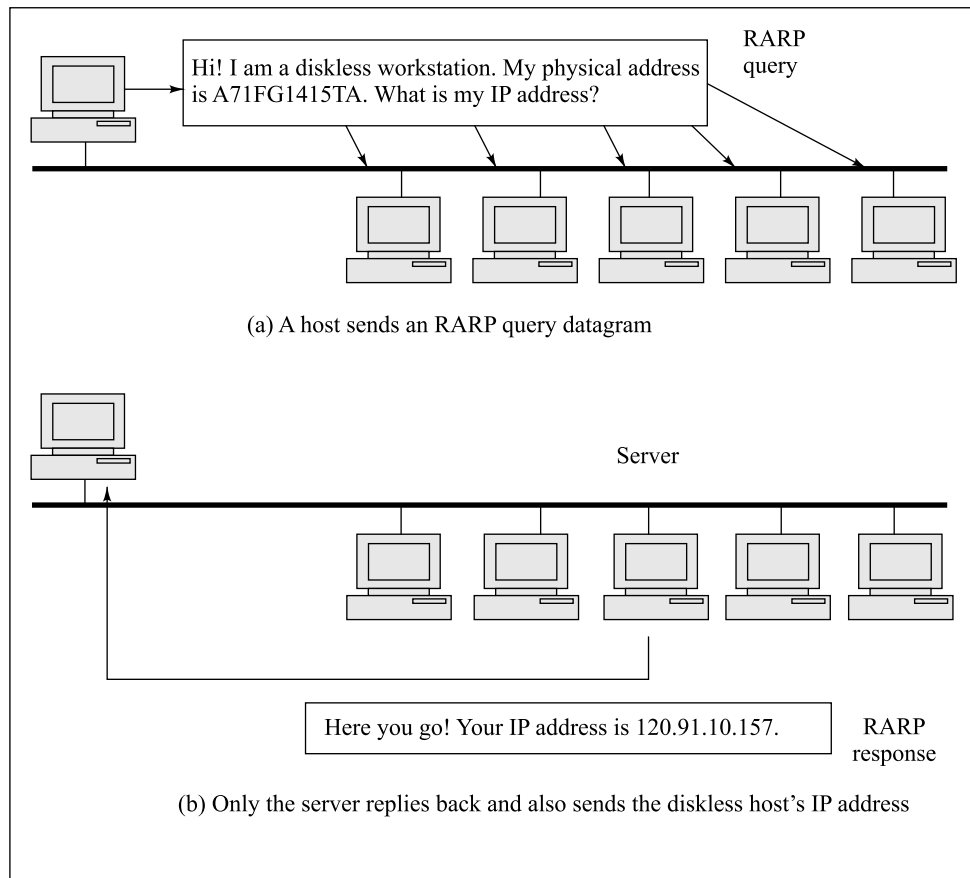 RARP
query
Hi! I am a diskless workstation. My physical address
is A71FG1415TA. What is my IP address?
(a) A host sends an RARP query datagram
Server
Here you go! Your IP address is 120.91.10.157.
RARP
response
(b) Only the server replies back and also sends the diskless host's IP address